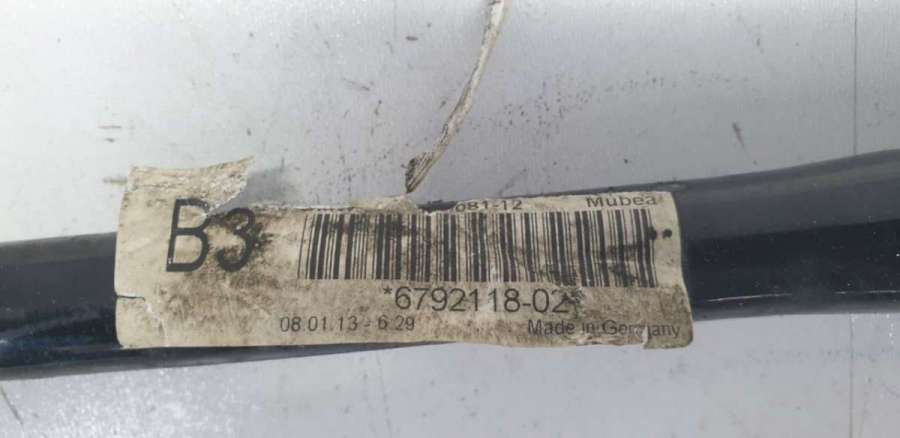 B3
081-12 Mubea
*6792118-02*
08.01.13 - 6.29 Made in Germany